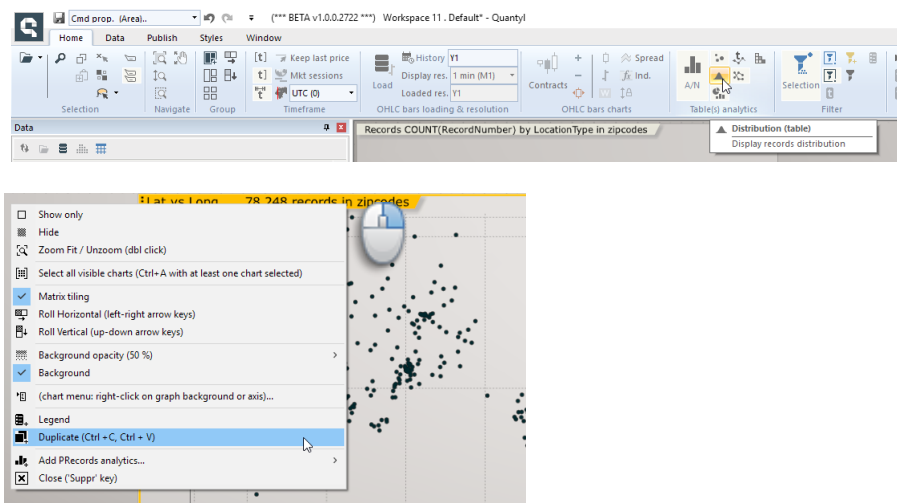 Cmd prop. (Area)..
(*** BETA v1.0.0.2722 ***) Workspace 11 . Default* - Quantyl
Home Data Publish Styles Window
[t] Keep last price
History Y1
Spread
t] Mkt sessions
Display res. 1 min (M1)
Ind.
Load
Contracts
A/N
Selection
UTC (0)
Loaded res. Y1
Selection Navigate Group Timeframe OHLC bars loading & resolution OHLC bars charts Table(s) analytics Filter
Data
Records COUNT(RecordNumber) by LocationType in zipcodes
Distribution (table)
Display records distribution
Lat vs Long 78 248 records in zipcodes
Show only
Hide
Zoom Fit / Unzoom (dbl click)
Select all visible charts (Ctrl+A with at least one chart selected)
Matrix tiling
Roll Horizontal (left-right arrow keys)
Roll Vertical (up-down arrow keys)
Background opacity (50 %)
Background
(chart menu: right-click on graph background or axis)...
Legend
Duplicate (Ctrl +C, Ctrl + V)
Add PRecords analytics...
Close ('Suppr' key)